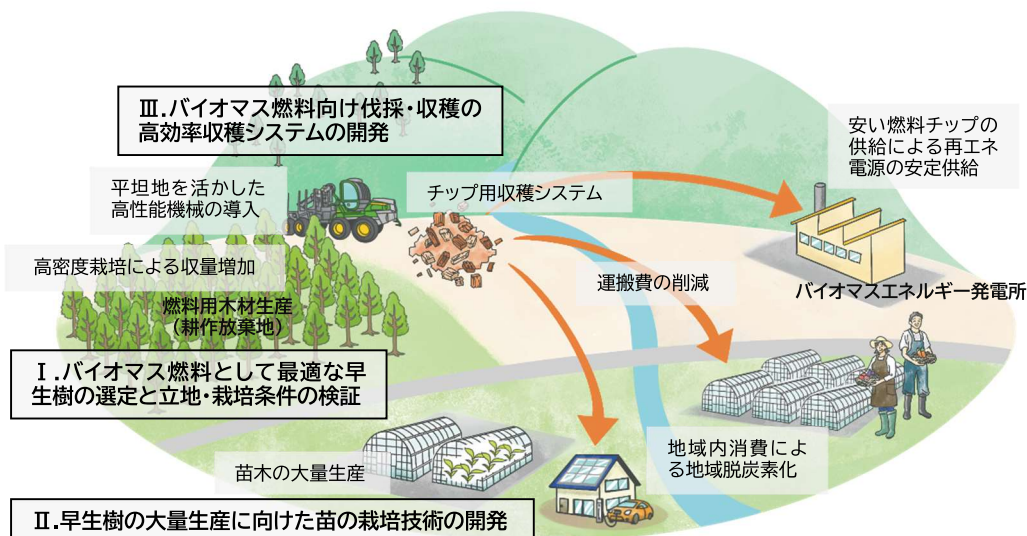 Ⅲ.バイオマス燃料向け伐採・収穫の
高効率収穫システムの開発
安い燃料チップの
供給による再エネ
電源の安定供給
平坦地を活かした
高性能機械の導入
チップ用収穫システム
高密度栽培による収量増加
運搬費の削減
バイオマスエネルギー発電所
燃料用木材生産
（耕作放棄地）
Ⅰ.バイオマス燃料として最適な早
生樹の選定と立地・栽培条件の検証
地域内消費によ
る地域脱炭素化
苗木の大量生産
Ⅱ.早生樹の大量生産に向けた苗の栽培技術の開発